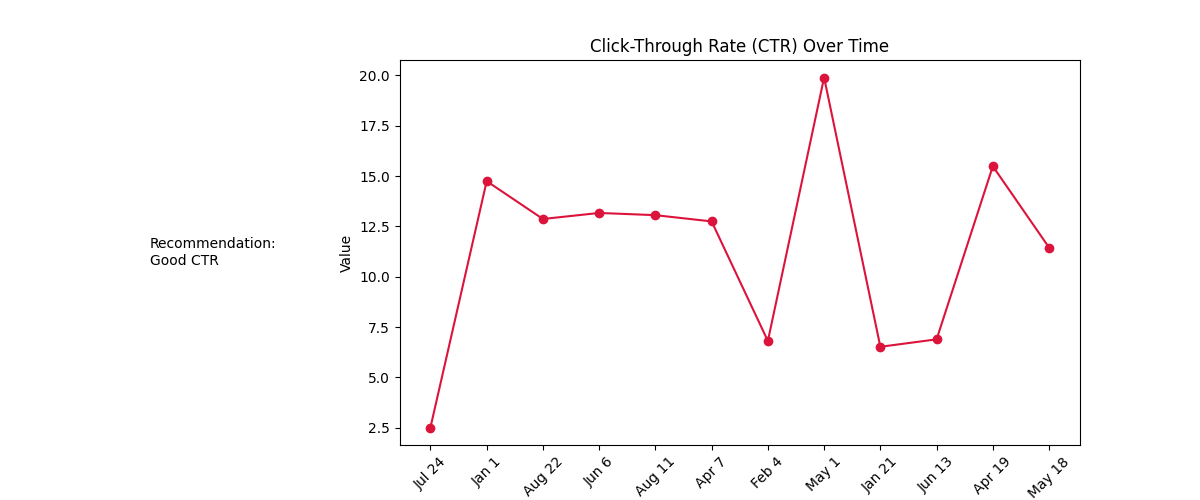 Click-Through Rate (CTR) Over Time
Recommendation:
Good CTR
Value
20.0
17.5
15.0
12.5
10.0
7.5
5.0
2.5
Jul 24
Jan 1
Aug 22
Jun 6
Aug 11
Apr 7
Feb 4
May 1
Jan 21
Jun 13
Apr 19
May 18